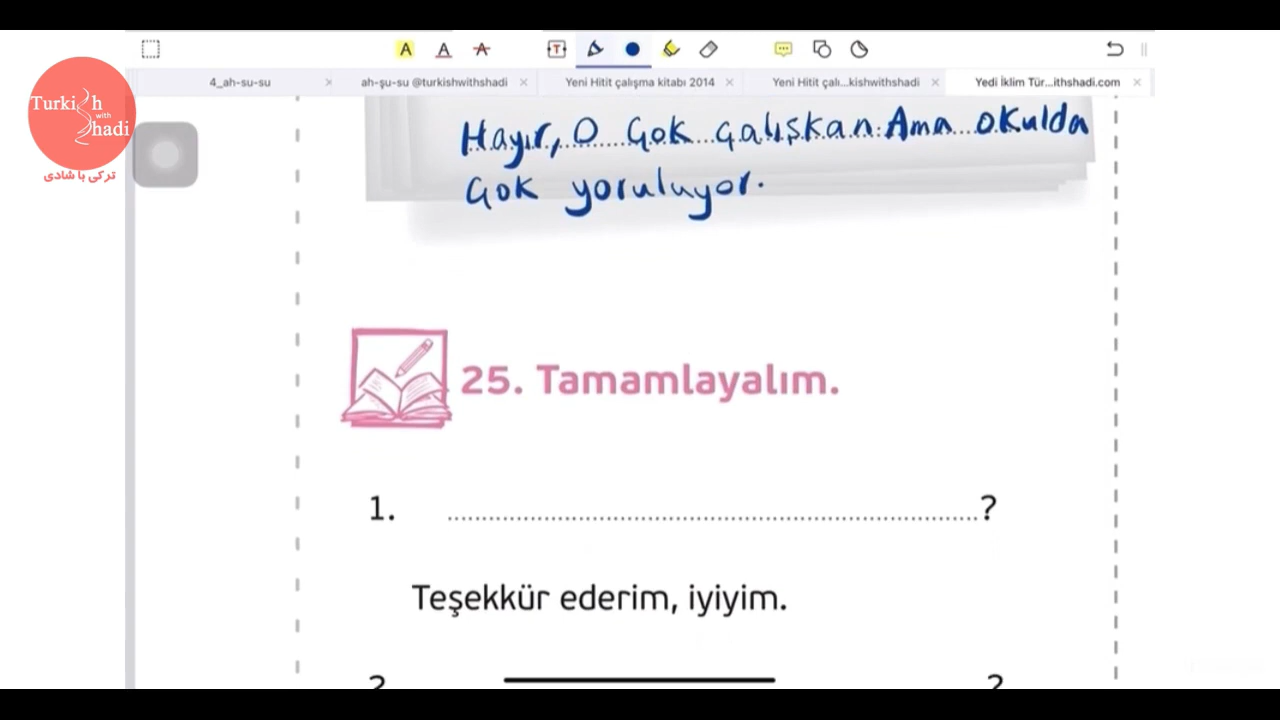 4_ah-su-su
ah-şu-su @turkishwithshadi
Yeni Hitit çalışma kitabı 2014
Yeni Hitit çalı...kishwithshadi
Yedi İklim Tür...ithshadi.com
Turkish
with
Shadi
ترکی با شادی
Hayır, O Çok çalışkan. Ama okulda
Çok yoruluyor.
25. Tamamlayalım.
1. ?
Teşekkür ederim, iyiyim.